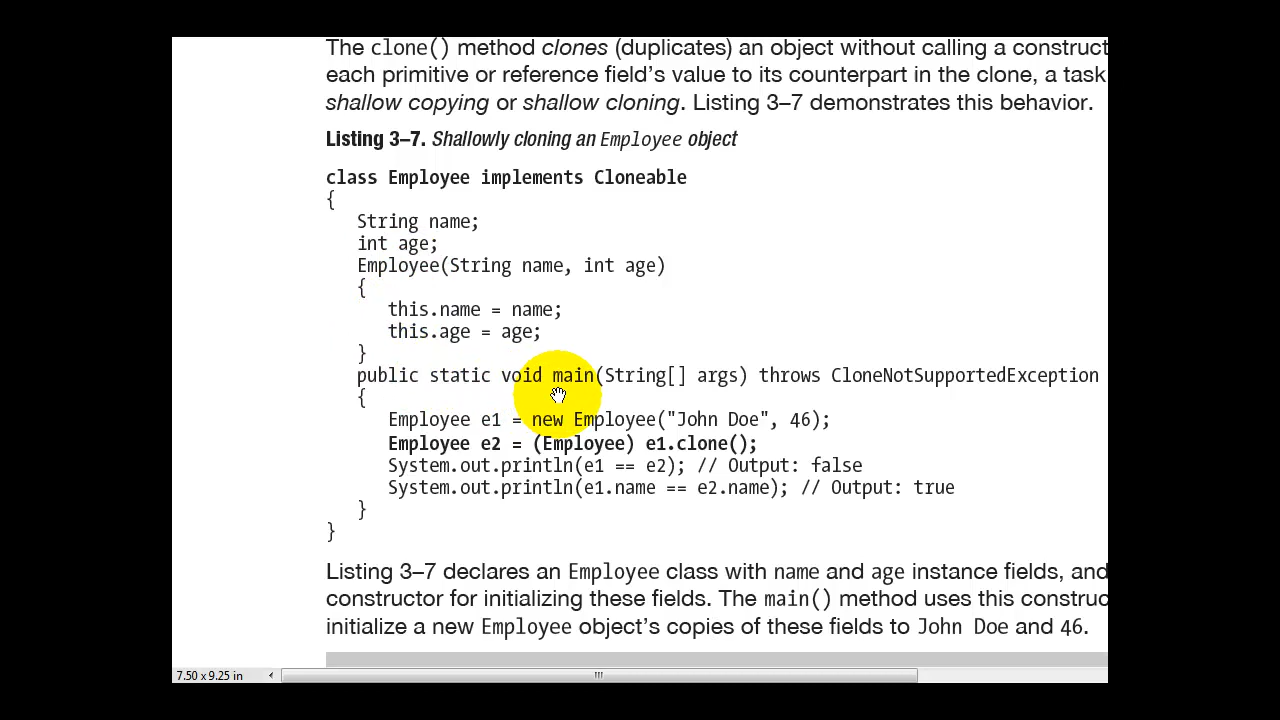 The clone() method clones (duplicates) an object without calling a construct
each primitive or reference field's value to its counterpart in the clone, a task
shallow copying or shallow cloning. Listing 3–7 demonstrates this behavior.
Listing 3–7. Shallowly cloning an Employee object
class Employee implements Cloneable
{
   String name;
   int age;
   Employee(String name, int age)
   {
      this.name = name;
      this.age = age;
   }
   public static void main(String[] args) throws CloneNotSupportedException
   {
      Employee e1 = new Employee("John Doe", 46);
      Employee e2 = (Employee) e1.clone();
      System.out.println(e1 == e2); // Output: false
      System.out.println(e1.name == e2.name); // Output: true
   }
}
Listing 3–7 declares an Employee class with name and age instance fields, and
constructor for initializing these fields. The main() method uses this construc
initialize a new Employee object's copies of these fields to John Doe and 46.
7.50 x 9.25 in